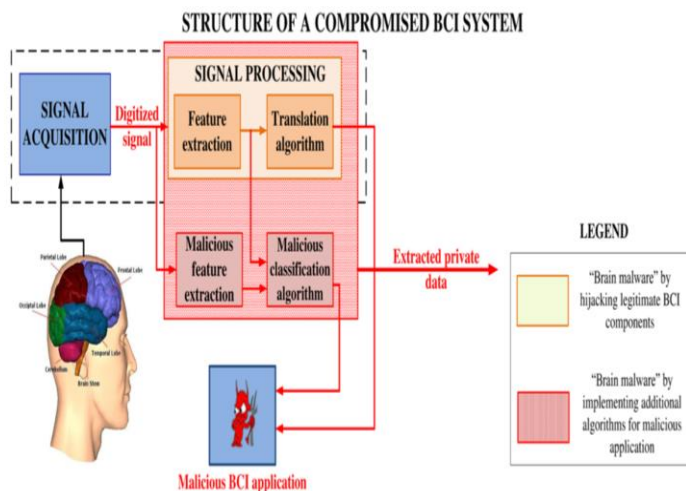 STRUCTURE OF A COMPROMISED BCI SYSTEM
SIGNAL
ACQUISITION
Digitized
signal
SIGNAL PROCESSING
Feature
extraction
Translation
algorithm
Malicious
feature
extraction
Malicious
classification
algorithm
Extracted private
data
Parietal Lobe
Frontal Lobe
Occipital Lobe
Temporal Lobe
Cerebellum
Brain Stem
Malicious BCI application
LEGEND
"Brain malware" by
hijacking legitimate BCI
components
"Brain malware" by
implementing additional
algorithms for malicious
application